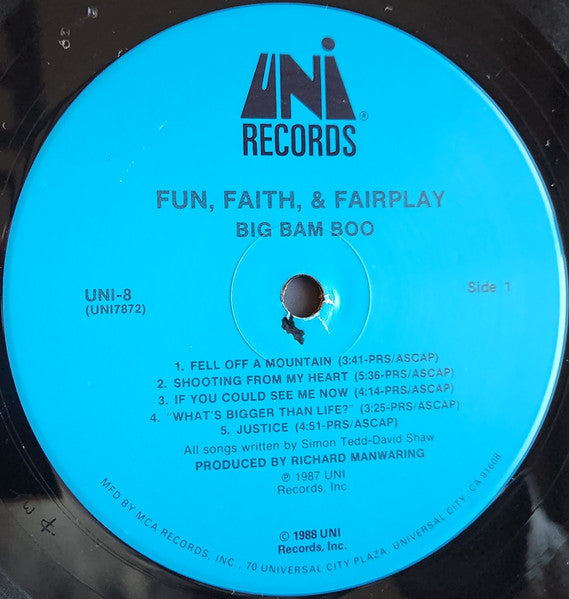 UNI ®
RECORDS
FUN, FAITH, & FAIRPLAY
BIG BAM BOO
UNI-8
(UNI7872)
Side 1
1. FELL OFF A MOUNTAIN (3:41-PRS/ASCAP)
2. SHOOTING FROM MY HEART (5:36-PRS/ASCAP)
3. IF YOU COULD SEE ME NOW (4:14-PRS/ASCAP)
4. "WHAT'S BIGGER THAN LIFE?" (3:25-PRS/ASCAP)
5. JUSTICE (4:51-PRS/ASCAP)
All songs written by Simon Tedd-David Shaw
PRODUCED BY RICHARD MANWARING
℗ 1987 UNI
Records, Inc.
© 1988 UNI
Records, Inc.
MFD BY MCA RECORDS, INC., 70 UNIVERSAL CITY PLAZA, UNIVERSAL CITY, CA 91608